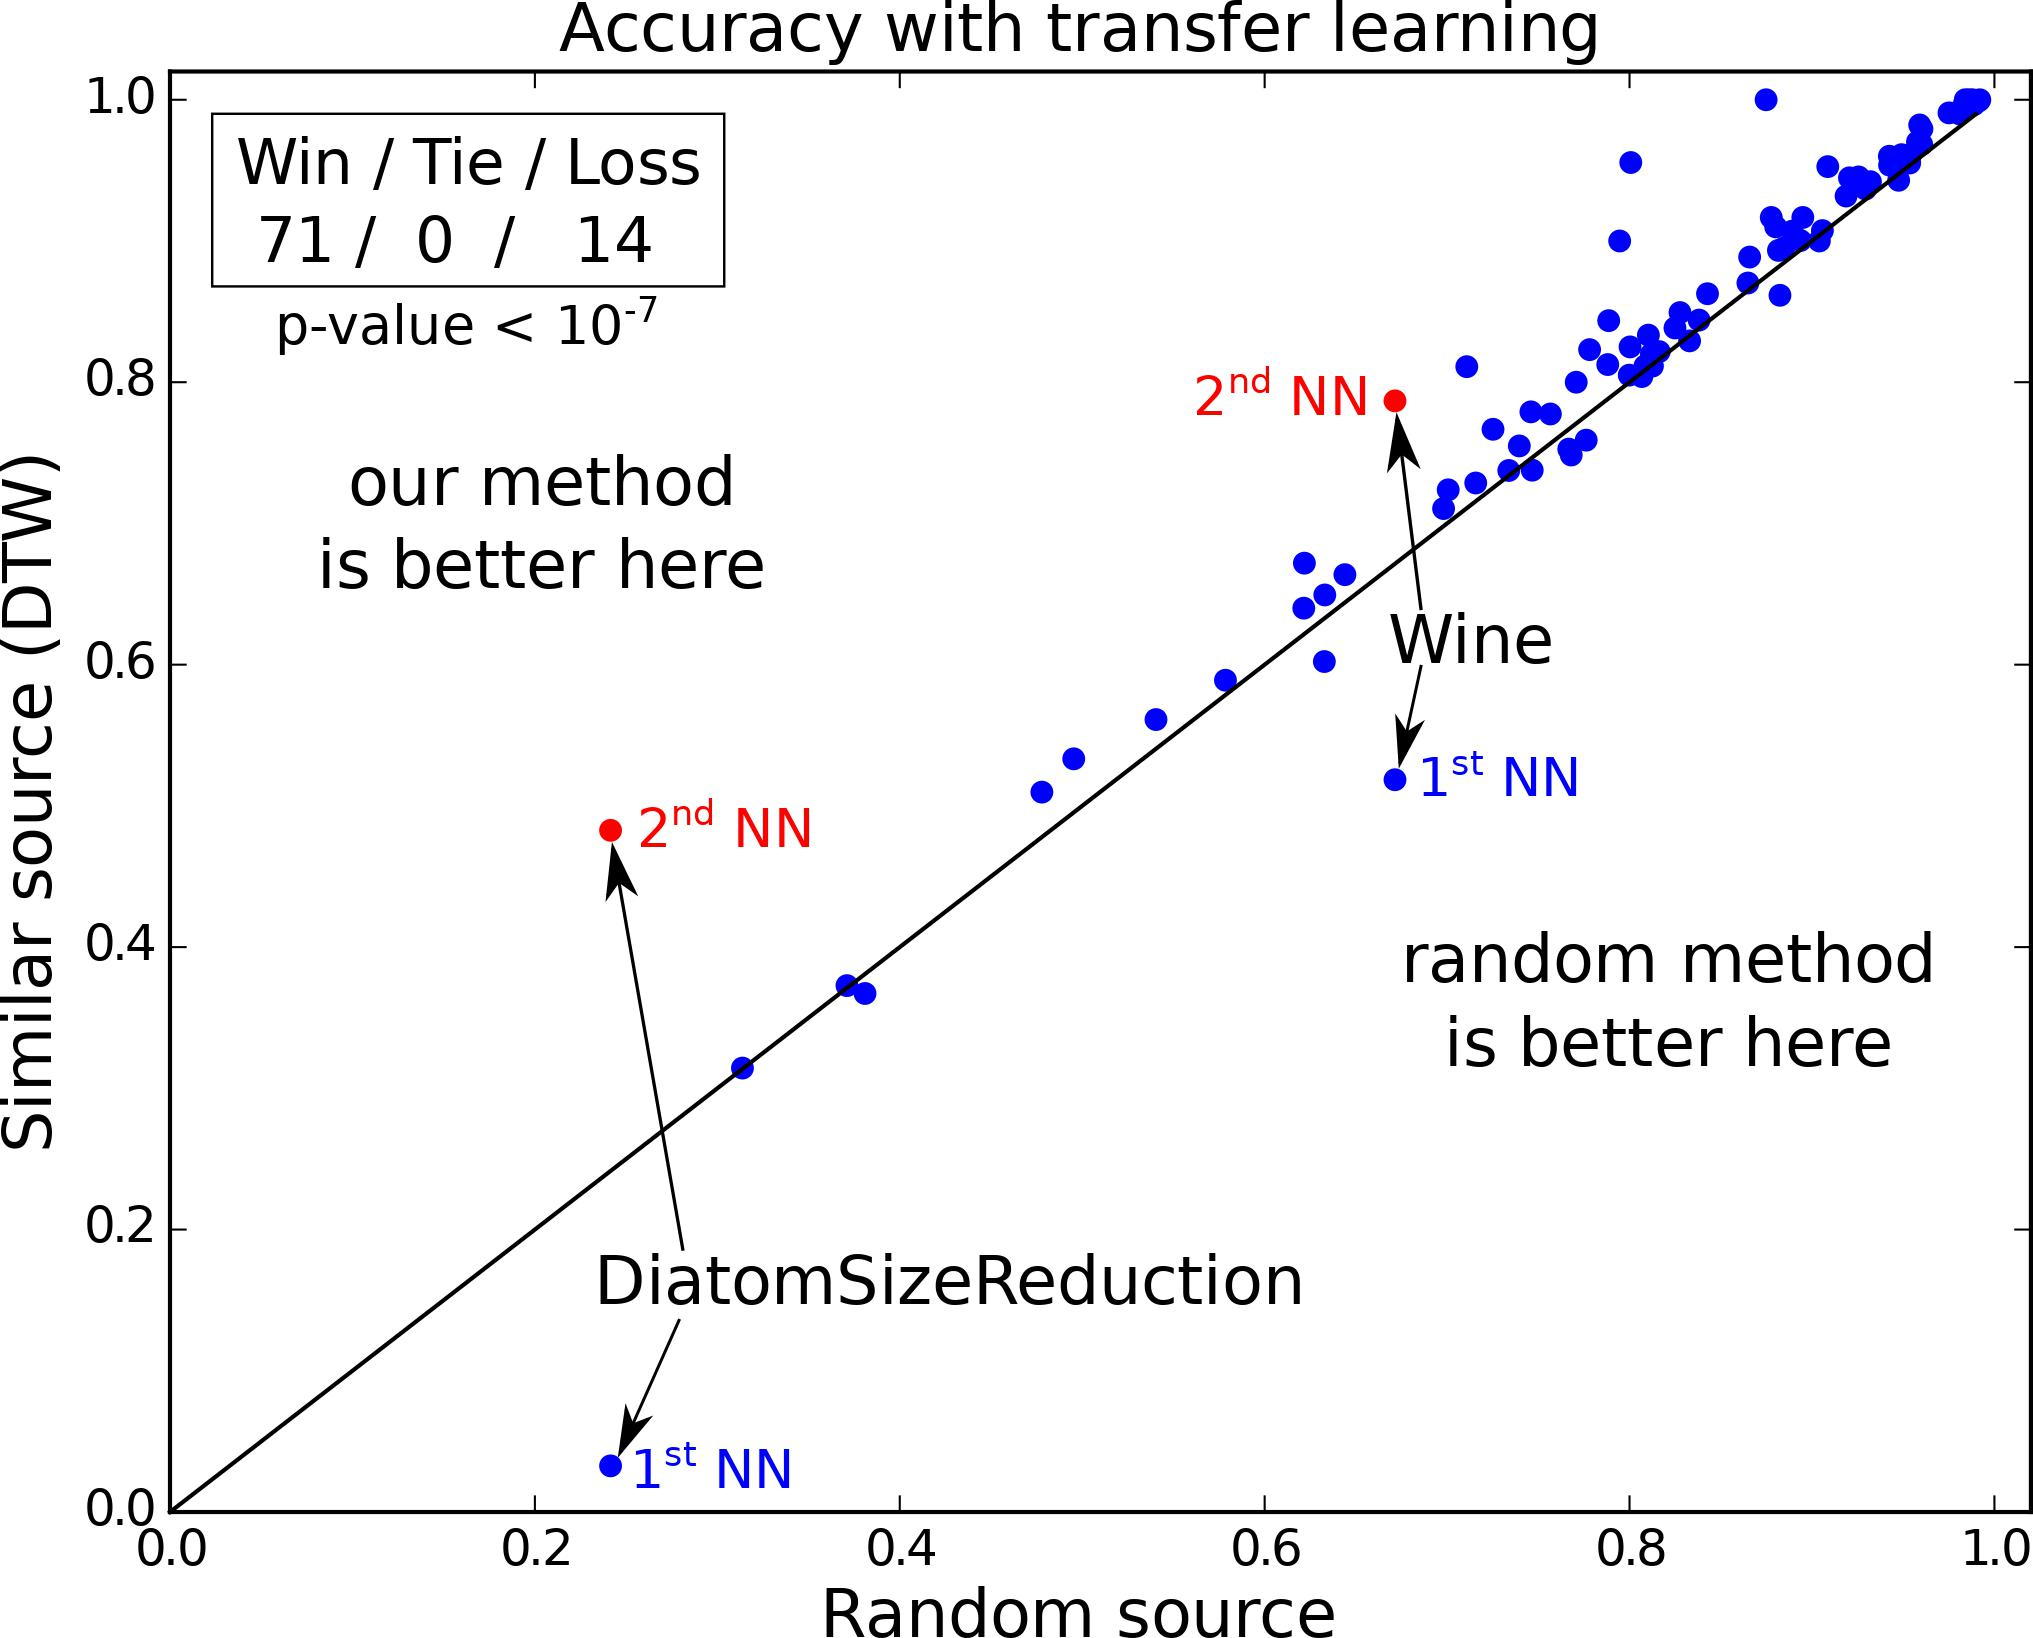 Accuracy with transfer learning
1.0
Win / Tie / Loss
71 / 0 / 14
p-value < 10⁻⁷
0.8
2ⁿᵈ NN
our method
is better here
Similar source (DTW)
0.6
Wine
1ˢᵗ NN
2ⁿᵈ NN
0.4
random method
is better here
0.2
DiatomSizeReduction
1ˢᵗ NN
0.0
0.0 0.2 0.4 0.6 0.8 1.0
Random source